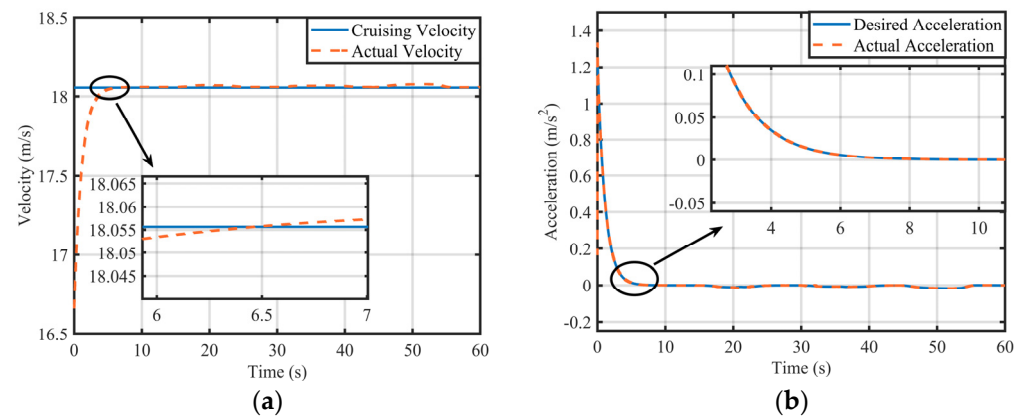 18.5
18
17.5
17
16.5
Velocity (m/s)
Cruising Velocity
Actual Velocity
18.065
18.06
18.055
18.05
18.045
6 6.5 7
0 10 20 30 40 50 60
Time (s)
(a)
1.4
1.2
1
0.8
0.6
0.4
0.2
0
-0.2
Acceleration (m/s²)
Desired Acceleration
Actual Acceleration
0.1
0.05
0
-0.05
4 6 8 10
0 10 20 30 40 50 60
Time (s)
(b)